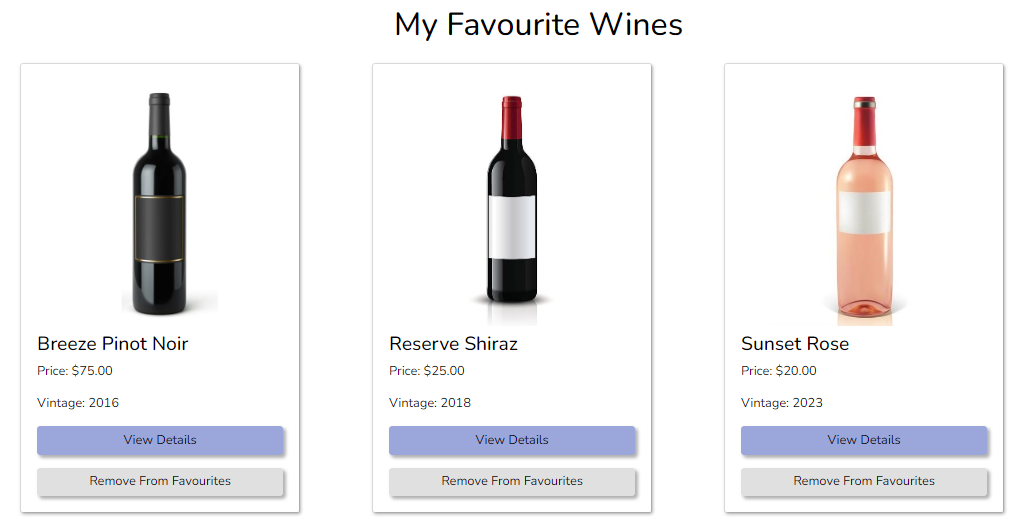 My Favourite Wines
Breeze Pinot Noir
Price: $75.00
Vintage: 2016
View Details
Remove From Favourites
Reserve Shiraz
Price: $25.00
Vintage: 2018
View Details
Remove From Favourites
Sunset Rose
Price: $20.00
Vintage: 2023
View Details
Remove From Favourites